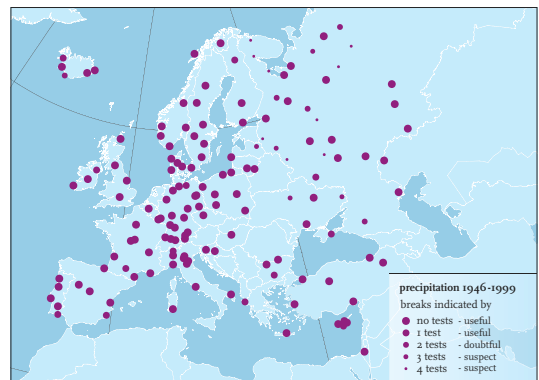 precipitation 1946-1999
breaks indicated by
no tests - useful
1 test - useful
2 tests - doubtful
3 tests - suspect
4 tests - suspect